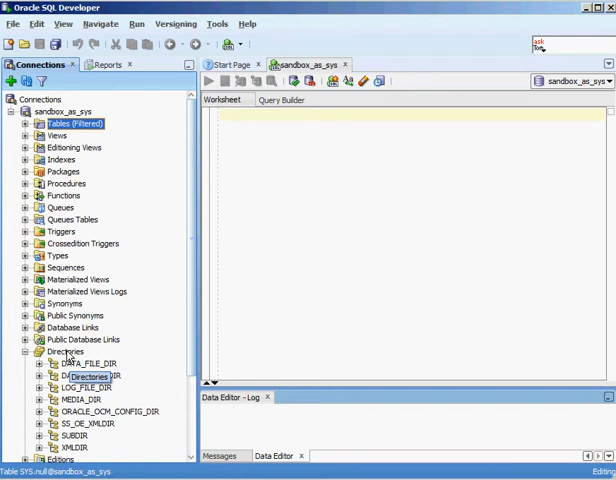 Oracle SQL Developer
File Edit View Navigate Run Versioning Tools Help
ask
Tom
Connections Reports
Start Page sandbox_as_sys
sandbox_as_sys
Worksheet Query Builder
Connections
sandbox_as_sys
Tables (Filtered)
Views
Editioning Views
Indexes
Packages
Procedures
Functions
Queues
Queues Tables
Triggers
Crossedition Triggers
Types
Sequences
Materialized Views
Materialized Views Logs
Synonyms
Public Synonyms
Database Links
Public Database Links
Directories
DATA_FILE_DIR
Directories
LOG_FILE_DIR
MEDIA_DIR
ORACLE_OCM_CONFIG_DIR
SS_OE_XMLDIR
SUBDIR
XMLDIR
Editions
Data Editor - Log
Messages Data Editor
Table SYS.null@sandbox_as_sys
Editing